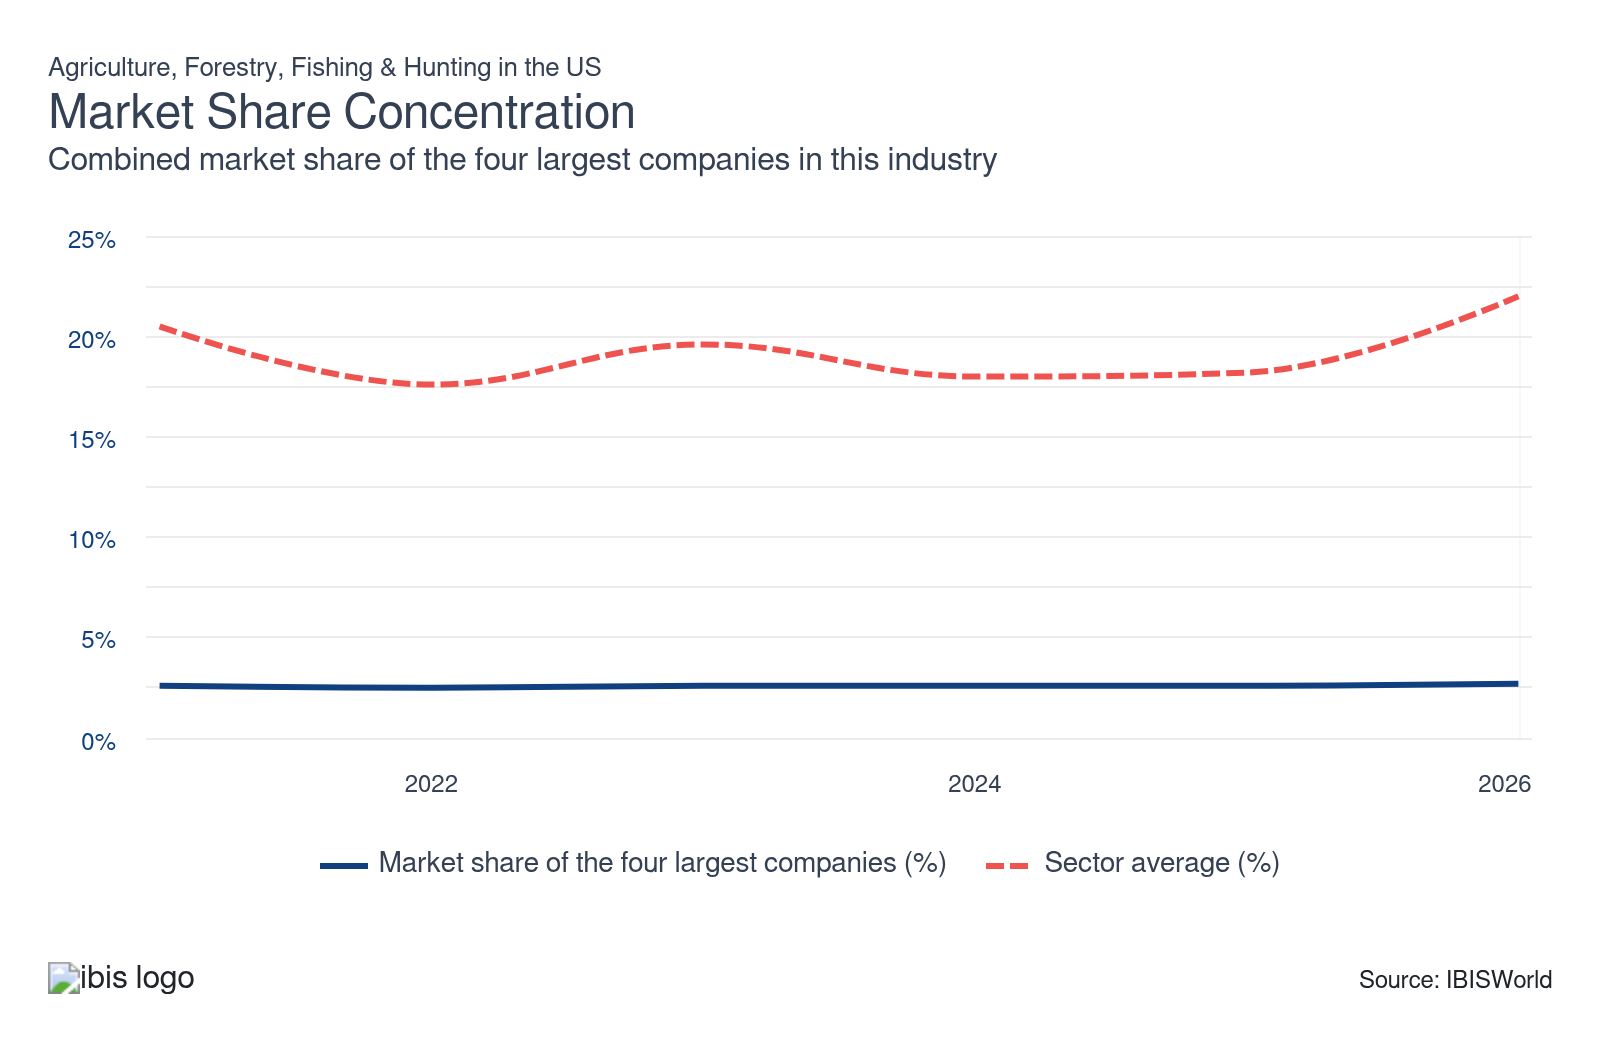 Agriculture, Forestry, Fishing & Hunting in the US
Market Share Concentration
Combined market share of the four largest companies in this industry
25%
20%
15%
10%
5%
0%
2022 2024 2026
Market share of the four largest companies (%) Sector average (%)
ibis logo Source: IBISWorld